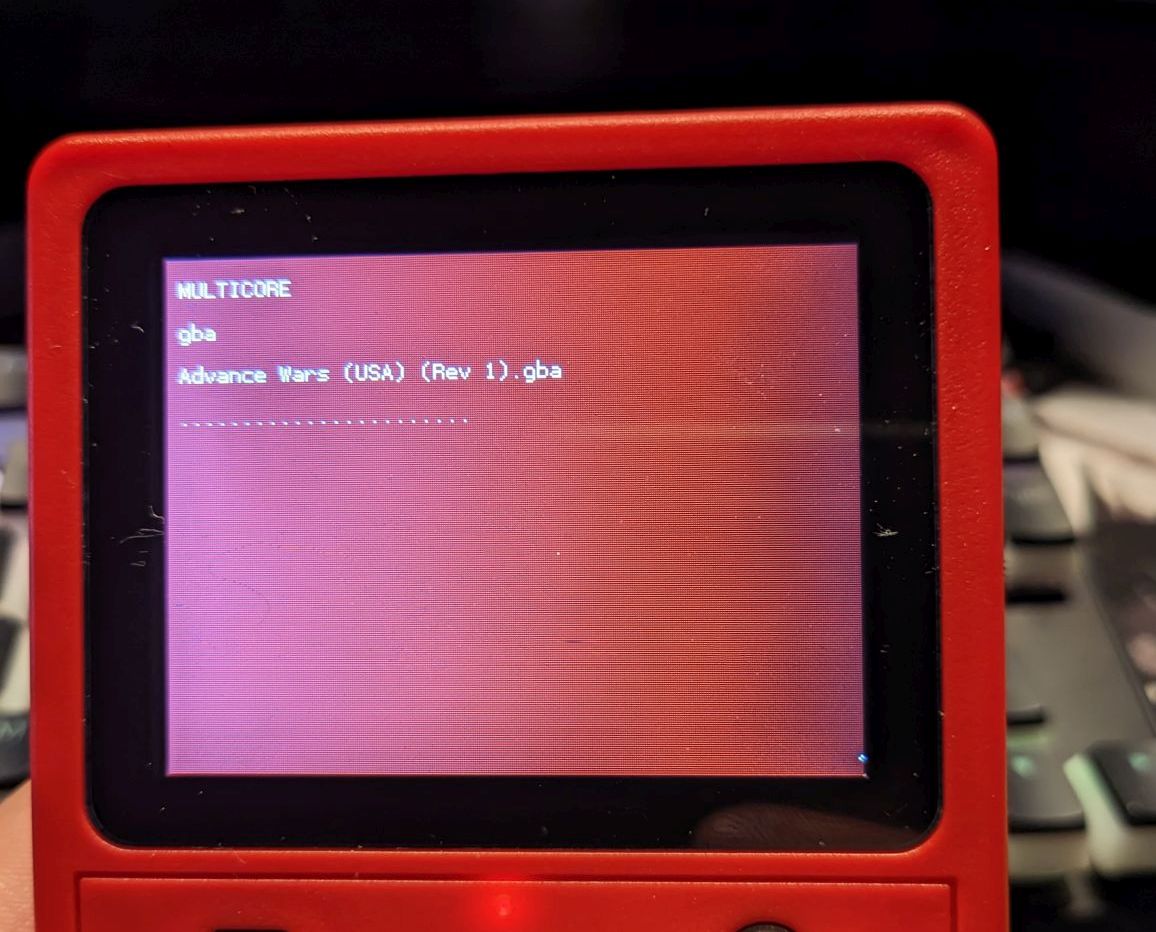 MULTICORE
gba
Advance Wars (USA) (Rev 1).gba
.......................